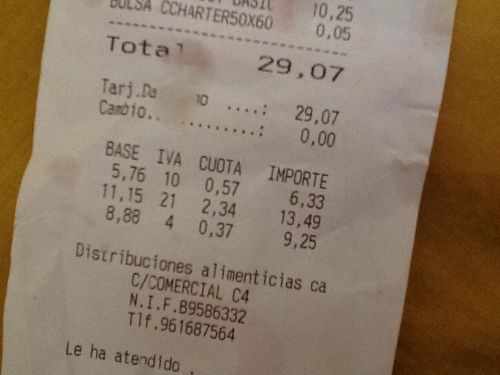 BASIC 10,25
BOLSA CCHARTER50X60 0,05
Total 29,07
Tarj. ....: 29,07
Cambio..............: 0,00
BASE IVA CUOTA IMPORTE
5,76 10 0,57 6,33
11,15 21 2,34 13,49
8,88 4 0,37 9,25
Distribuciones alimenticias ca
C/COMERCIAL C4
N.I.F.B9586332
Tlf.961687564
Le ha atendido .